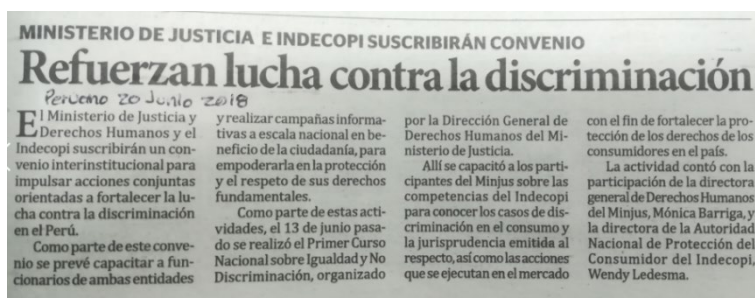 MINISTERIO DE JUSTICIA E INDECOPI SUSCRIBIRÁN CONVENIO
Refuerzan lucha contra la discriminación
Peruano 20 Junio 2018
El Ministerio de Justicia y
Derechos Humanos y el
Indecopi suscribirán un con-
venio interinstitucional para
impulsar acciones conjuntas
orientadas a fortalecer la lu-
cha contra la discriminación
en el Perú.
Como parte de este conve-
nio se prevé capacitar a fun-
cionarios de ambas entidades
y realizar campañas informa-
tivas a escala nacional en be-
neficio de la ciudadanía, para
empoderarla en la protección
y el respeto de sus derechos
fundamentales.
Como parte de estas acti-
vidades, el 13 de junio pasa-
do se realizó el Primer Curso
Nacional sobre Igualdad y No
Discriminación, organizado
por la Dirección General de
Derechos Humanos del Mi-
nisterio de Justicia.
Allí se capacitó a los parti-
cipantes del Minjus sobre las
competencias del Indecopi
para conocer los casos de dis-
criminación en el consumo y
la jurisprudencia emitida al
respecto, así como las acciones
que se ejecutan en el mercado
con el fin de fortalecer la pro-
tección de los derechos de los
consumidores en el país.
La actividad contó con la
participación de la directora
general de Derechos Humanos
del Minjus, Mónica Barriga, y
la directora de la Autoridad
Nacional de Protección del
Consumidor del Indecopi,
Wendy Ledesma.